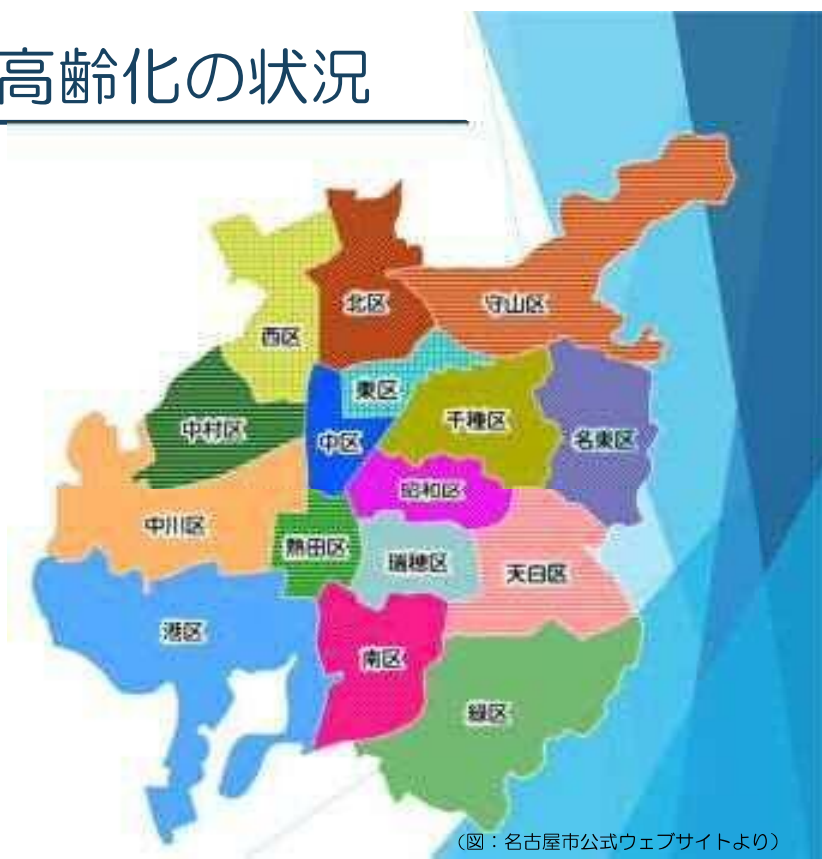 高齢化の状況
北区
守山区
西区
東区
千種区
中村区
中区
名東区
昭和区
中川区
熱田区
瑞穂区
天白区
港区
南区
緑区
（図：名古屋市公式ウェブサイトより）